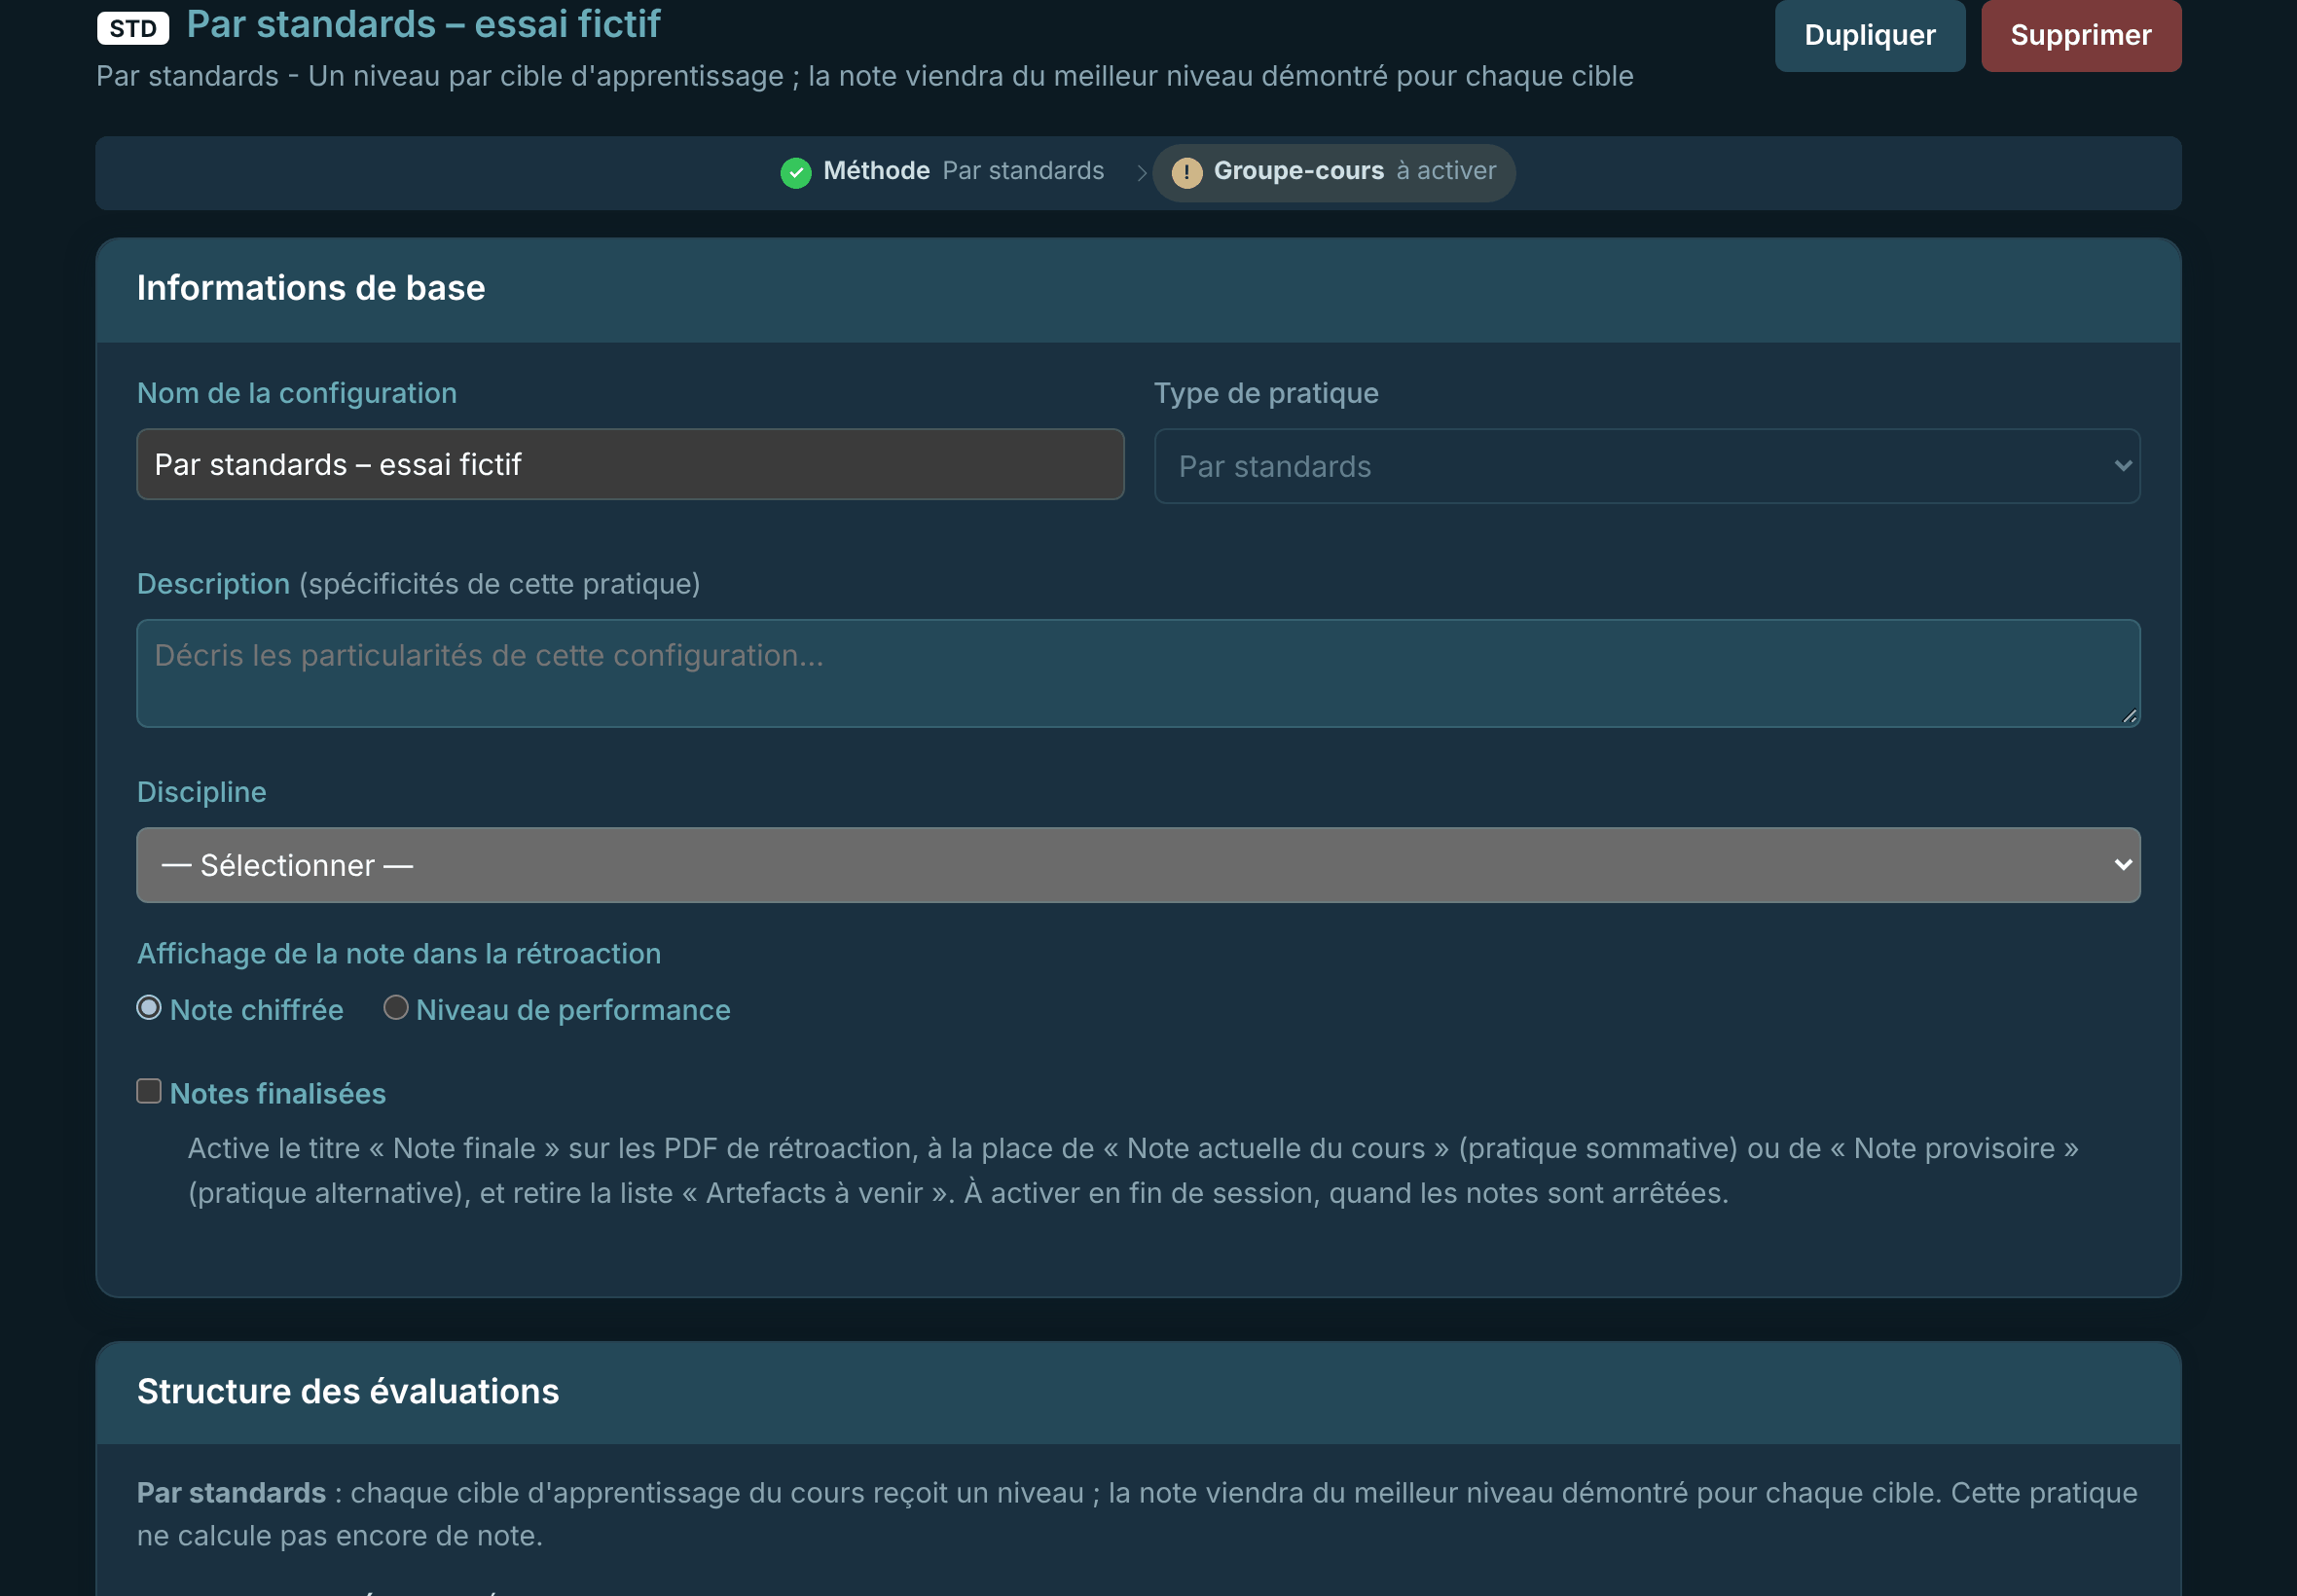 STD Par standards – essai fictif
Dupliquer
Supprimer
Par standards - Un niveau par cible d'apprentissage ; la note viendra du meilleur niveau démontré pour chaque cible
Méthode Par standards
! Groupe-cours à activer
Informations de base
Nom de la configuration
Type de pratique
Par standards – essai fictif
Par standards
Description (spécificités de cette pratique)
Décris les particularités de cette configuration...
Discipline
— Sélectionner —
Affichage de la note dans la rétroaction
Note chiffrée
Niveau de performance
Notes finalisées
Active le titre « Note finale » sur les PDF de rétroaction, à la place de « Note actuelle du cours » (pratique sommative) ou de « Note provisoire »
(pratique alternative), et retire la liste « Artefacts à venir ». À activer en fin de session, quand les notes sont arrêtées.
Structure des évaluations
Par standards : chaque cible d'apprentissage du cours reçoit un niveau ; la note viendra du meilleur niveau démontré pour chaque cible. Cette pratique
ne calcule pas encore de note.